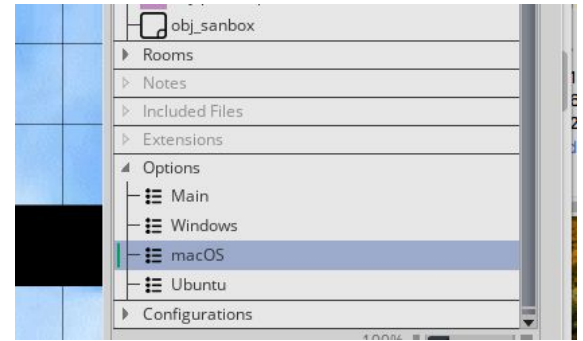 obj_sanbox
Rooms
Notes
Included Files
Extensions
Options
Main
Windows
macOS
Ubuntu
Configurations